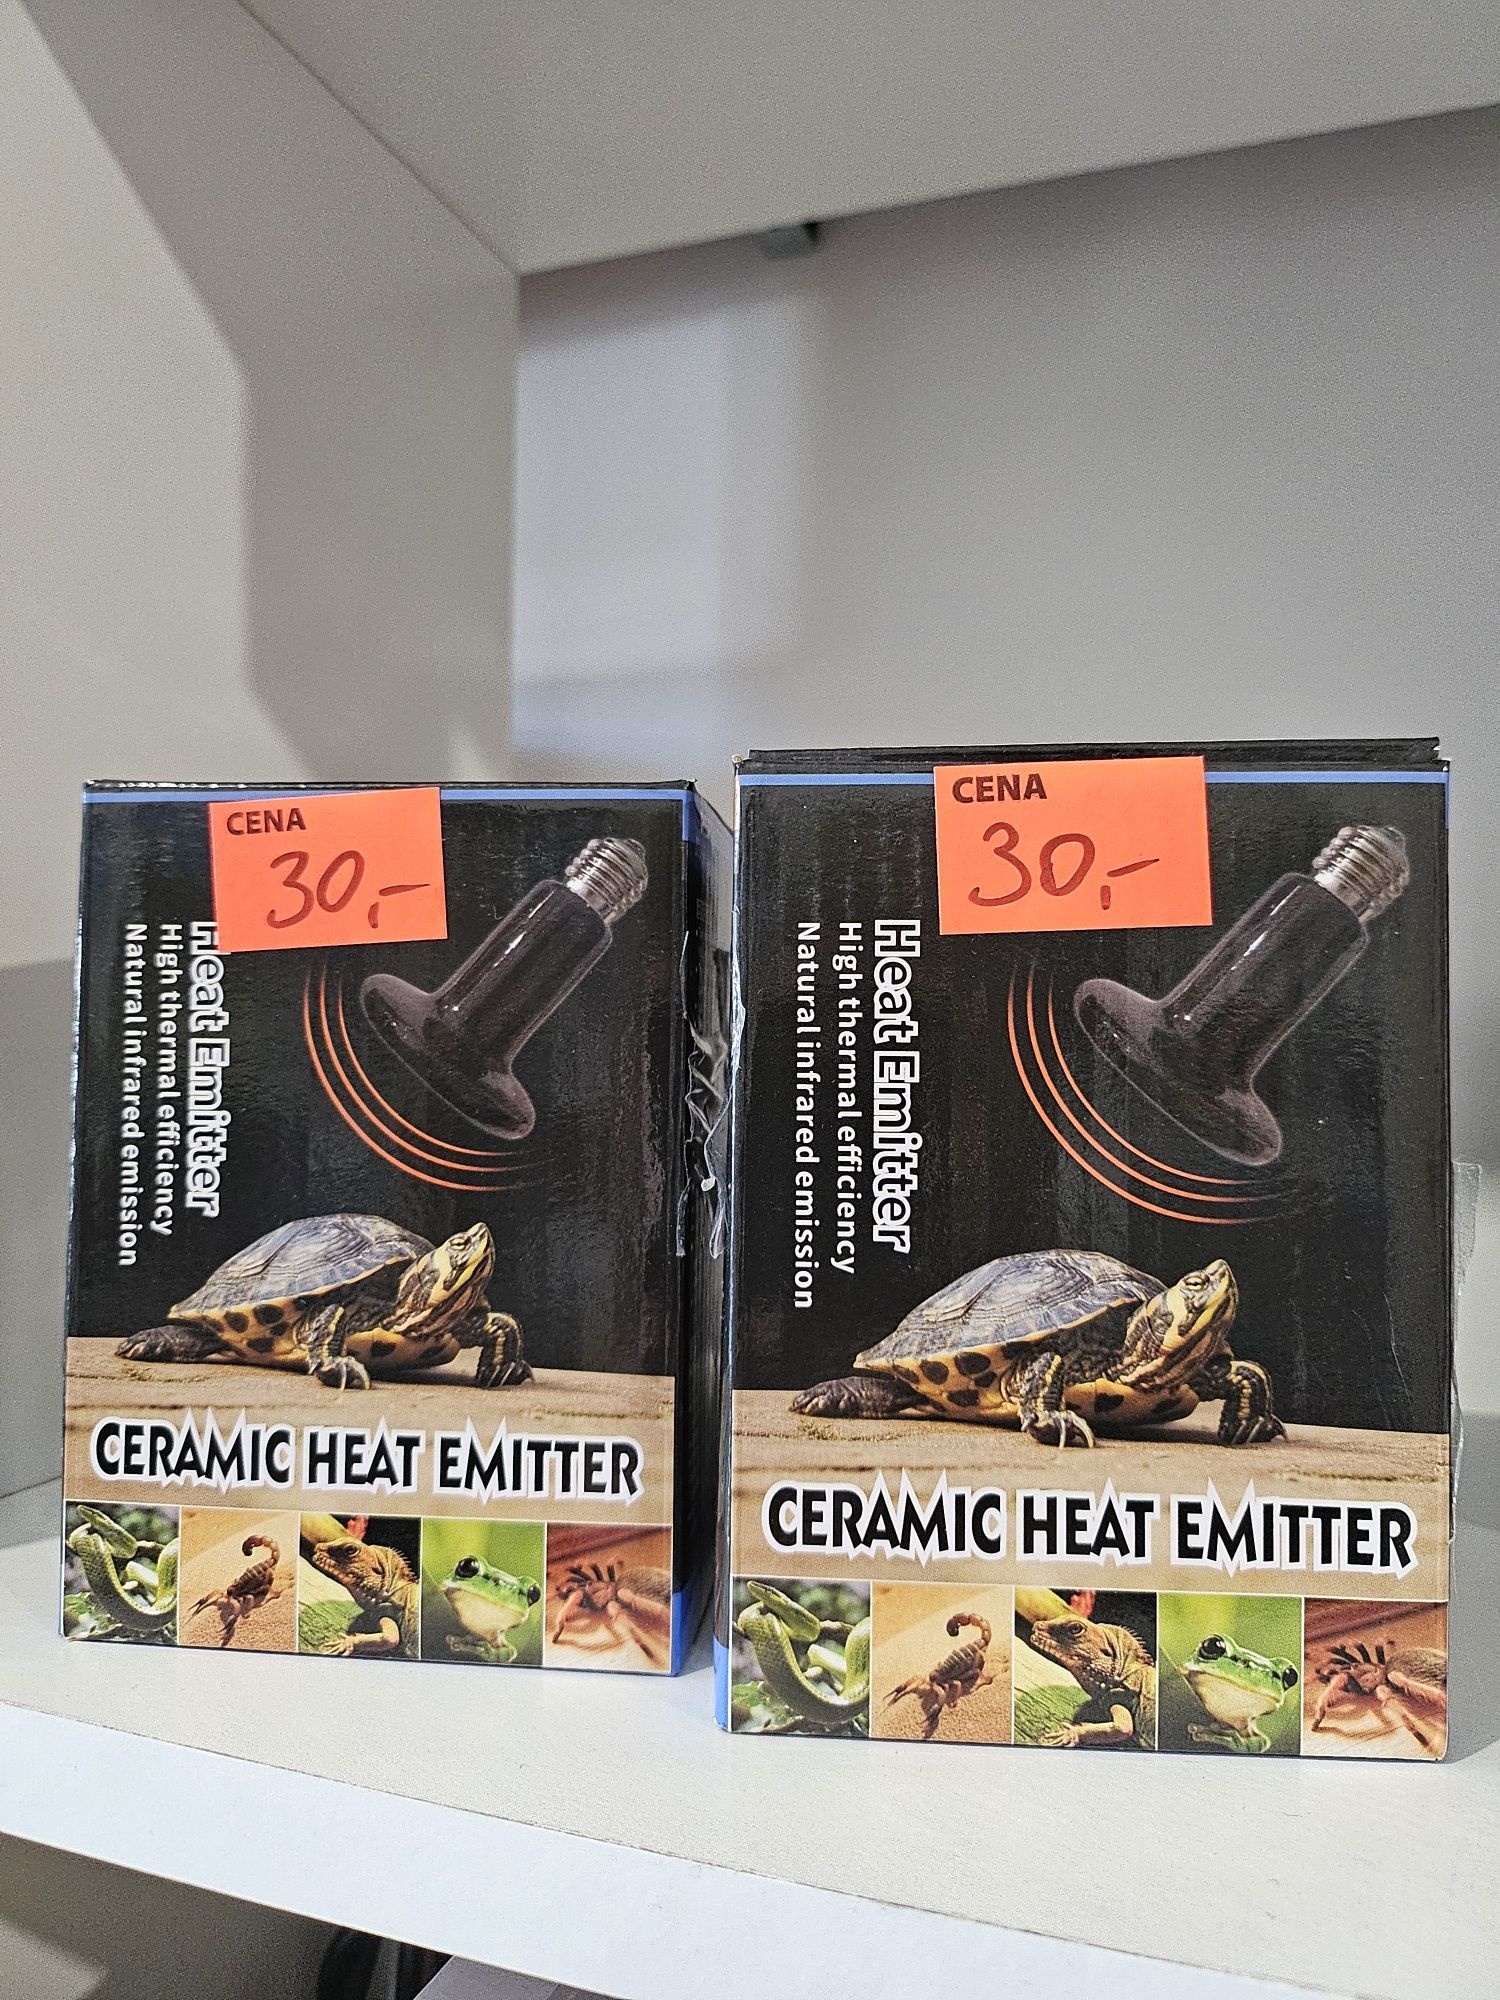 CENA
30,-
Heat Emitter
High thermal efficiency
Natural infrared emission
CERAMIC HEAT EMITTER
CENA
30,-
Heat Emitter
High thermal efficiency
Natural infrared emission
CERAMIC HEAT EMITTER